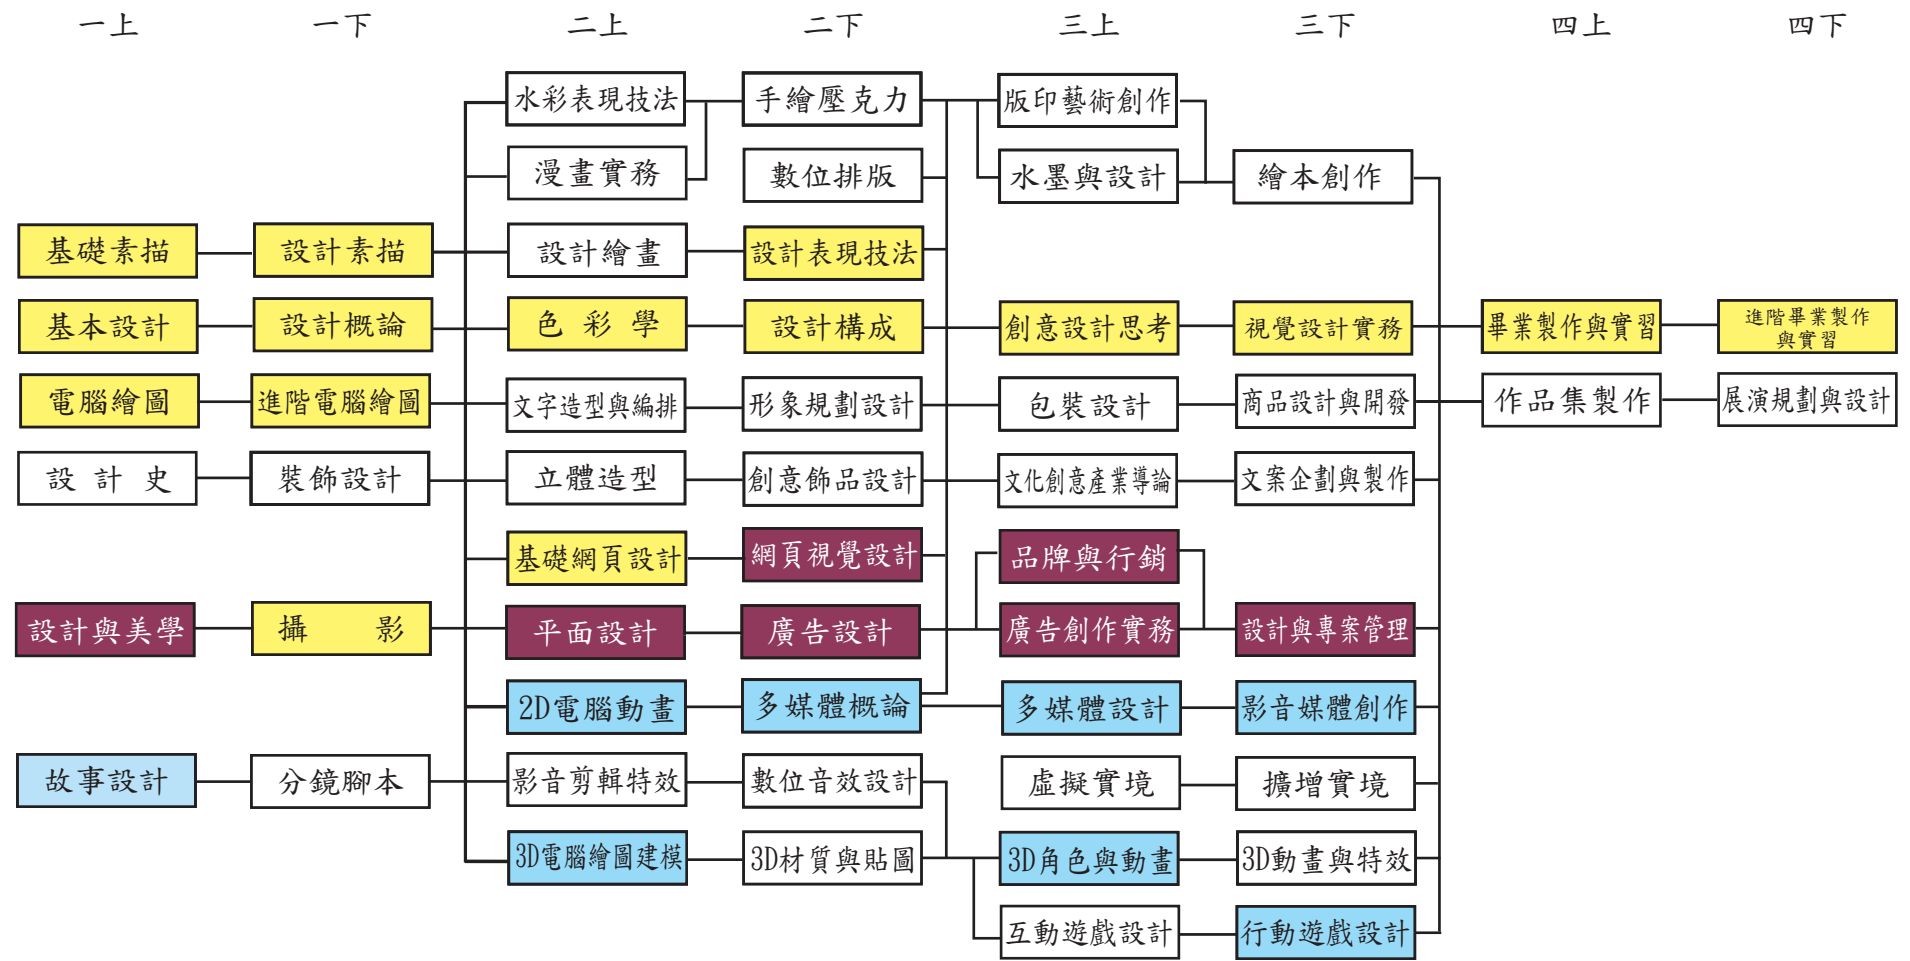 一上 一下 二上 二下 三上 三下 四上 四下
水彩表現技法 手繪壓克力 版印藝術創作
漫畫實務 數位排版 水墨與設計 繪本創作
基礎素描 設計素描 設計繪畫 設計表現技法
基本設計 設計概論 色彩學 設計構成 創意設計思考 視覺設計實務 畢業製作與實習 進階畢業製作
與實習
電腦繪圖 進階電腦繪圖 文字造型與編排 形象規劃設計 包裝設計 商品設計與開發 作品集製作 展演規劃與設計
設計史 裝飾設計 立體造型 創意飾品設計 文化創意產業導論 文案企劃與製作
基礎網頁設計 網頁視覺設計 品牌與行銷
設計與美學 攝影 平面設計 廣告設計 廣告創作實務 設計與專案管理
2D電腦動畫 多媒體概論 多媒體設計 影音媒體創作
故事設計 分鏡腳本 影音剪輯特效 數位音效設計 虛擬實境 擴增實境
3D電腦繪圖建模 3D材質與貼圖 3D角色與動畫 3D動畫與特效
互動遊戲設計 行動遊戲設計